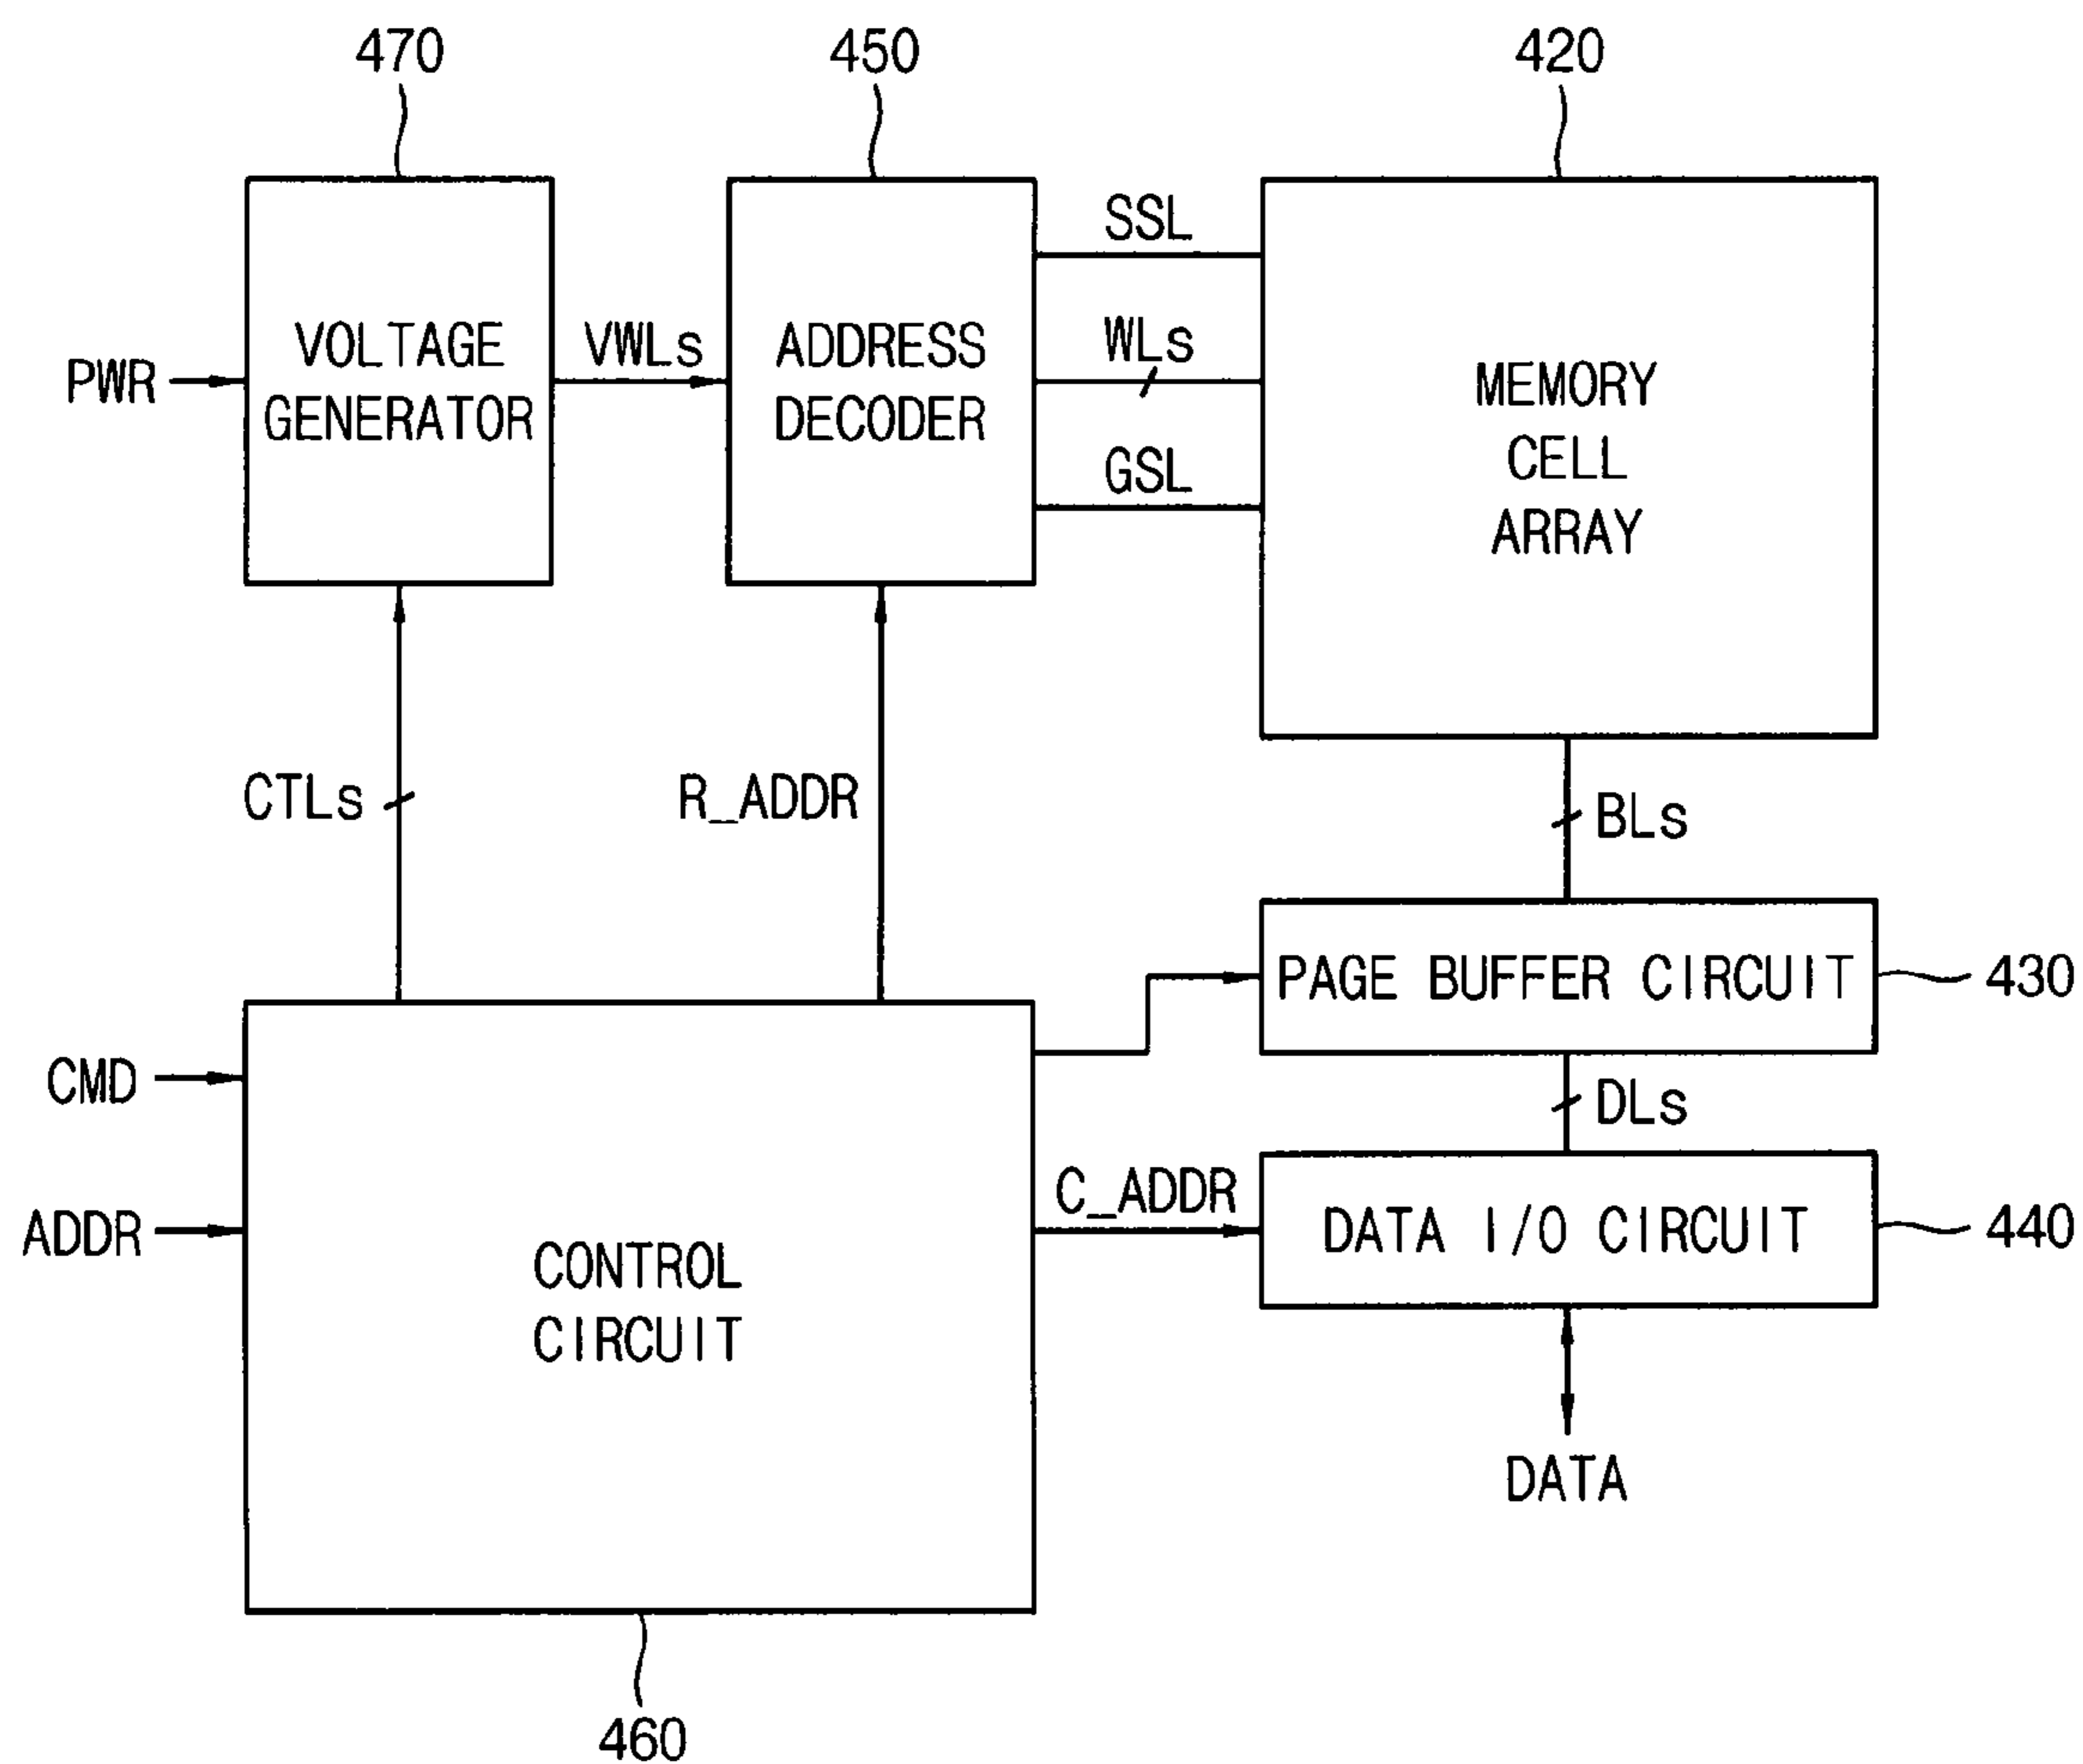 470
450
420
SSL
VOLTAGE
GENERATOR
VWLs
ADDRESS
DECODER
WLs
PWR
MEMORY
CELL
ARRAY
GSL
CTLs
R_ADDR
BLs
PAGE BUFFER CIRCUIT
430
CMD
DLs
C_ADDR
ADDR
DATA I/O CIRCUIT
440
CONTROL
CIRCUIT
DATA
460